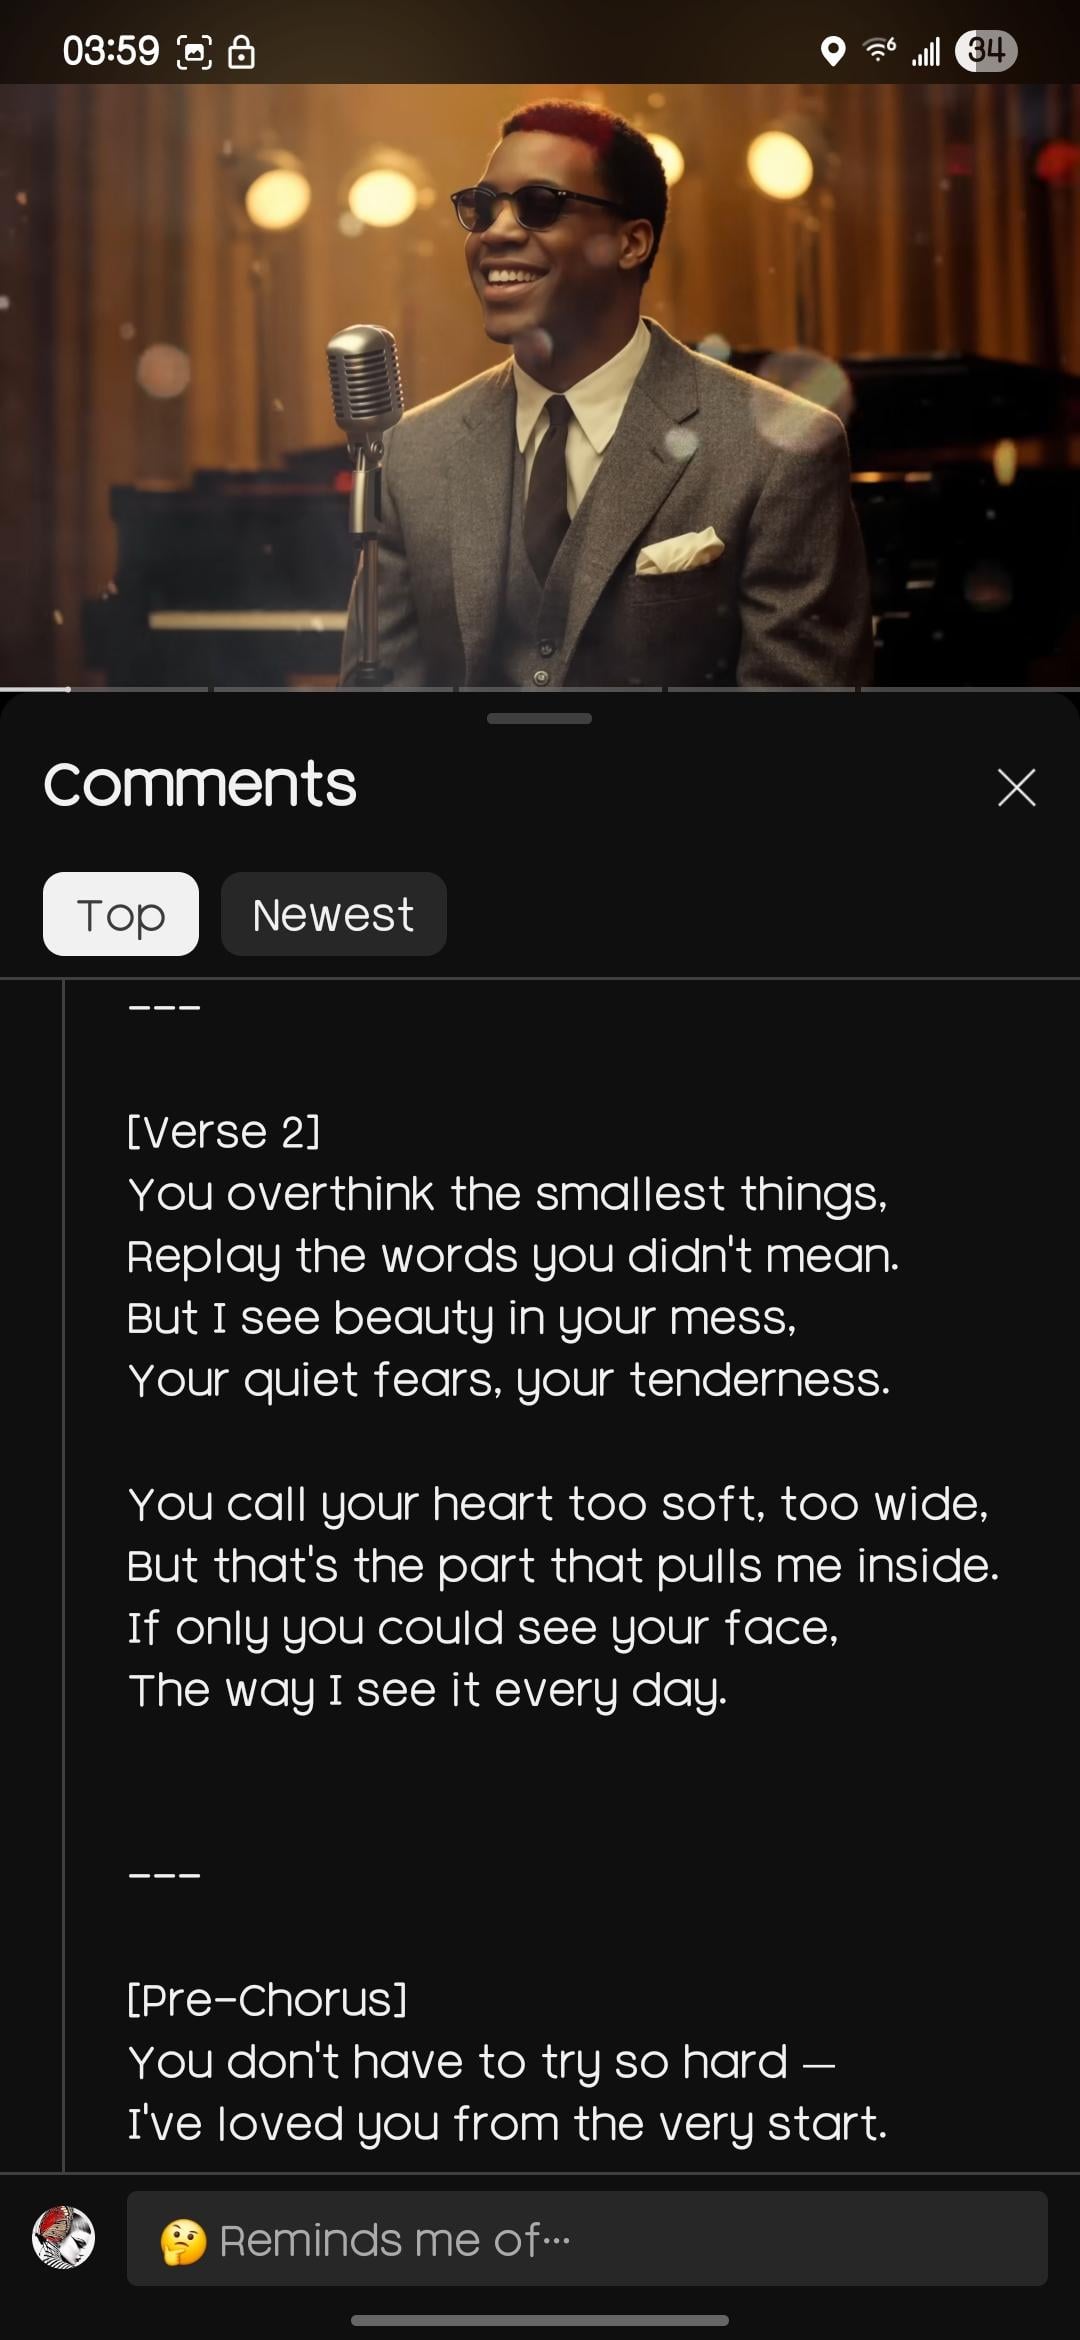 03:59
6
34
Comments
Top
Newest
---
[Verse 2]
You overthink the smallest things,
Replay the words you didn't mean.
But I see beauty in your mess,
Your quiet fears, your tenderness.
You call your heart too soft, too wide,
But that's the part that pulls me inside.
If only you could see your face,
The way I see it every day.
---
[Pre-Chorus]
You don't have to try so hard —
I've loved you from the very start.
🤔 Reminds me of…